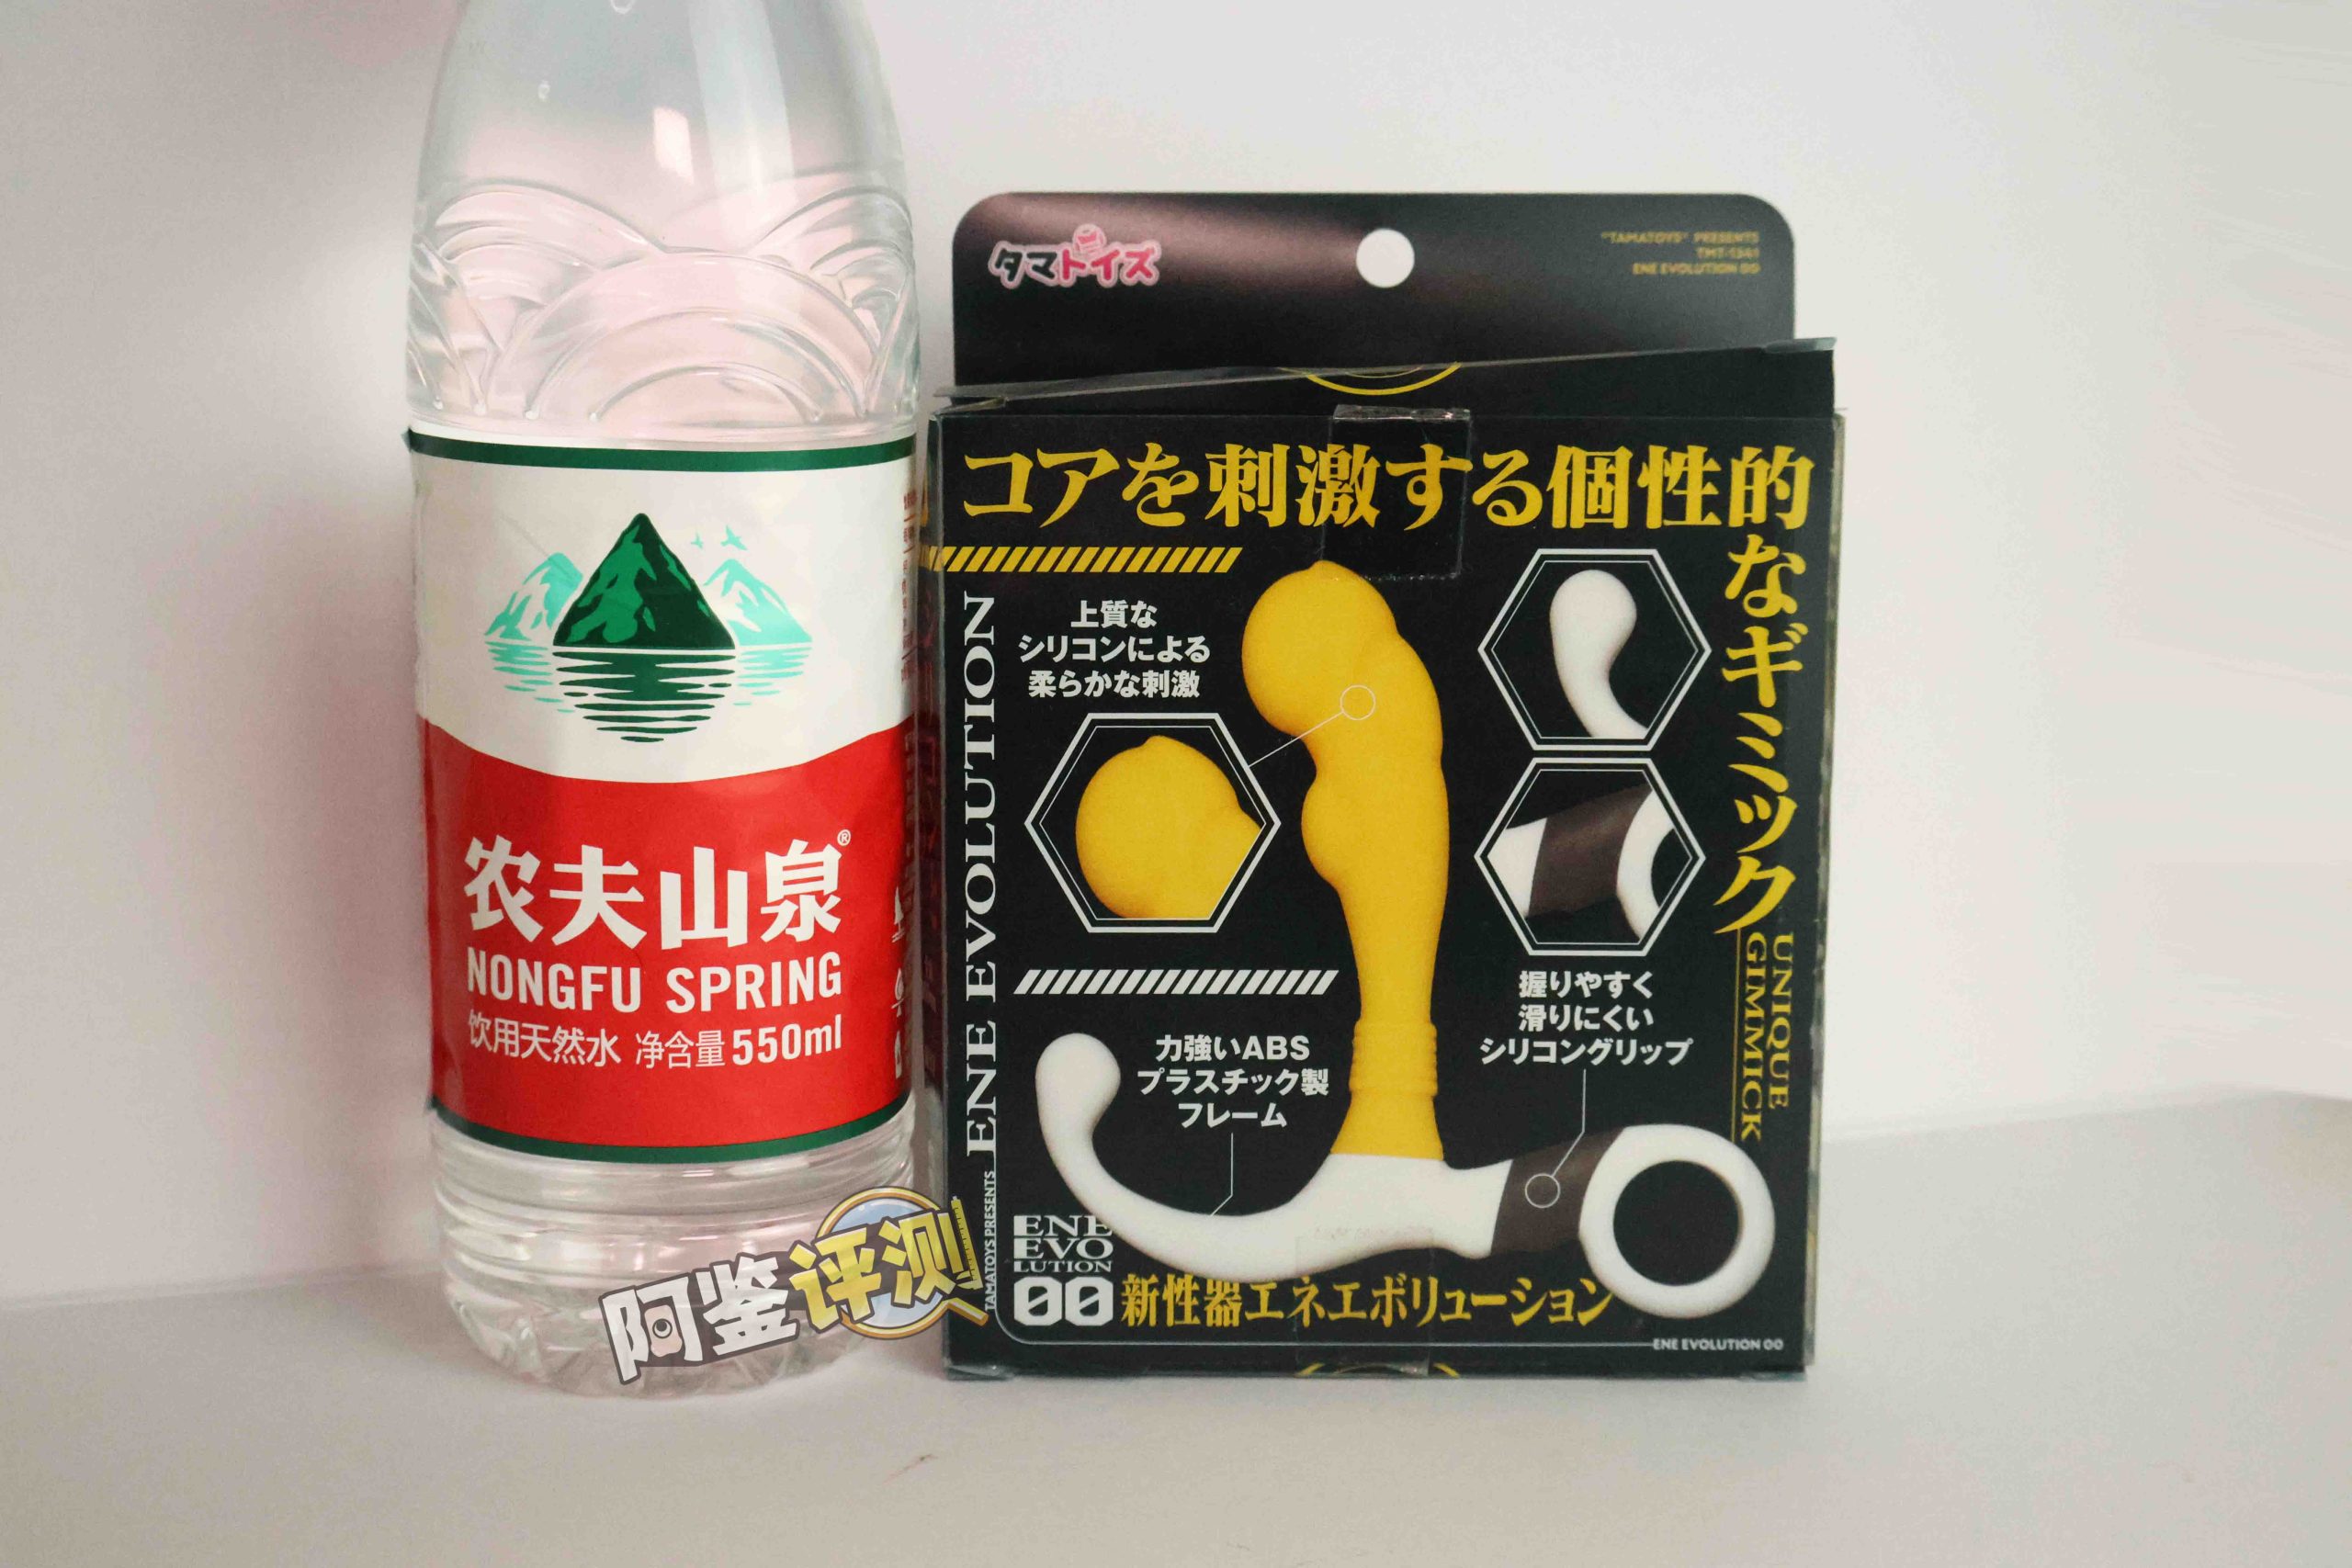 农夫山泉®
NONGFU SPRING
饮用天然水 净含量550ml
タマトイズ
"TAMATOYS" PRESENTS
TMT-1341
ENE EVOLUTION 00
コアを刺激する個性的
なギミック
UNIQUE
GIMMICK
上質な
シリコンによる
柔らかな刺激
ENE EVOLUTION
TAMATOYS PRESENTS
握りやすく
滑りにくい
シリコングリップ
力強いABS
プラスチック製
フレーム
ENE
EVO
LUTION
00
新性器エネエボリューション
ENE EVOLUTION 00
阿鉴评测